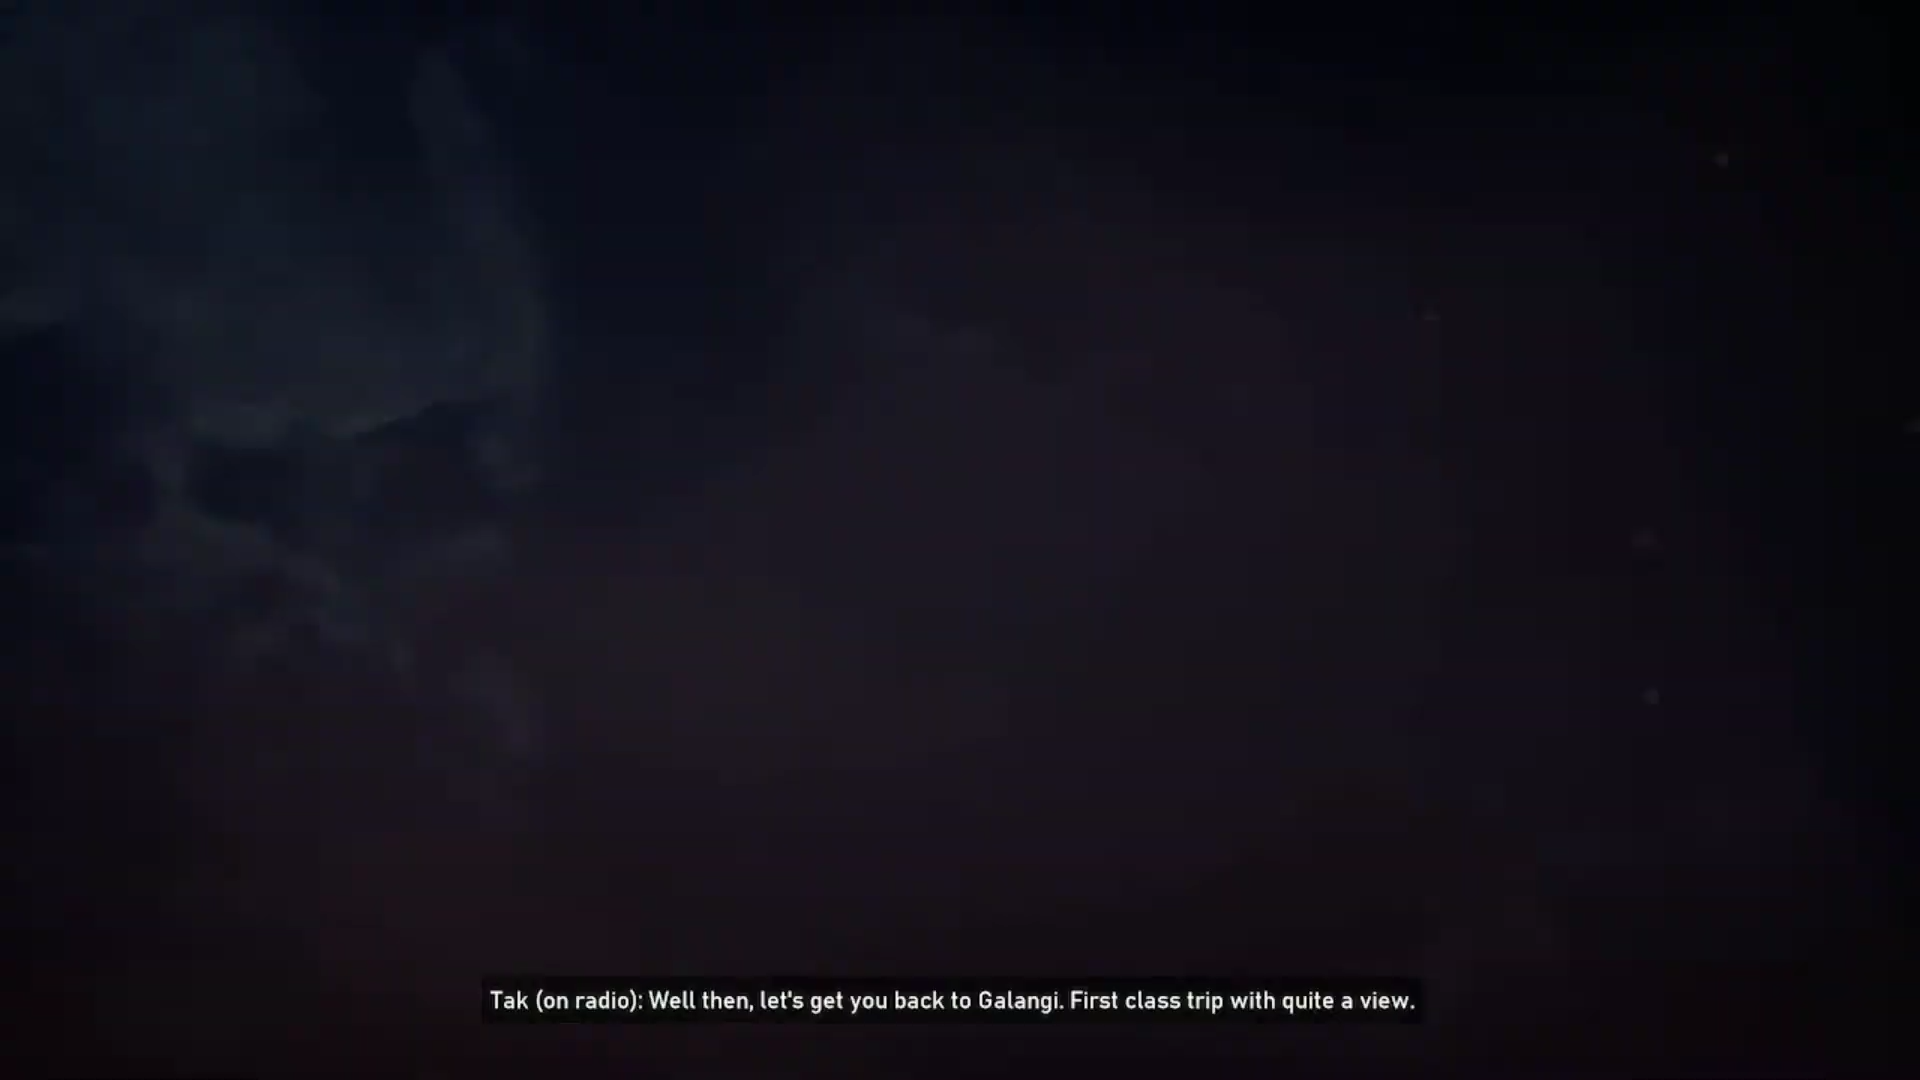 Tak (on radio): Well then, let's get you back to Galangi. First class trip with quite a view.